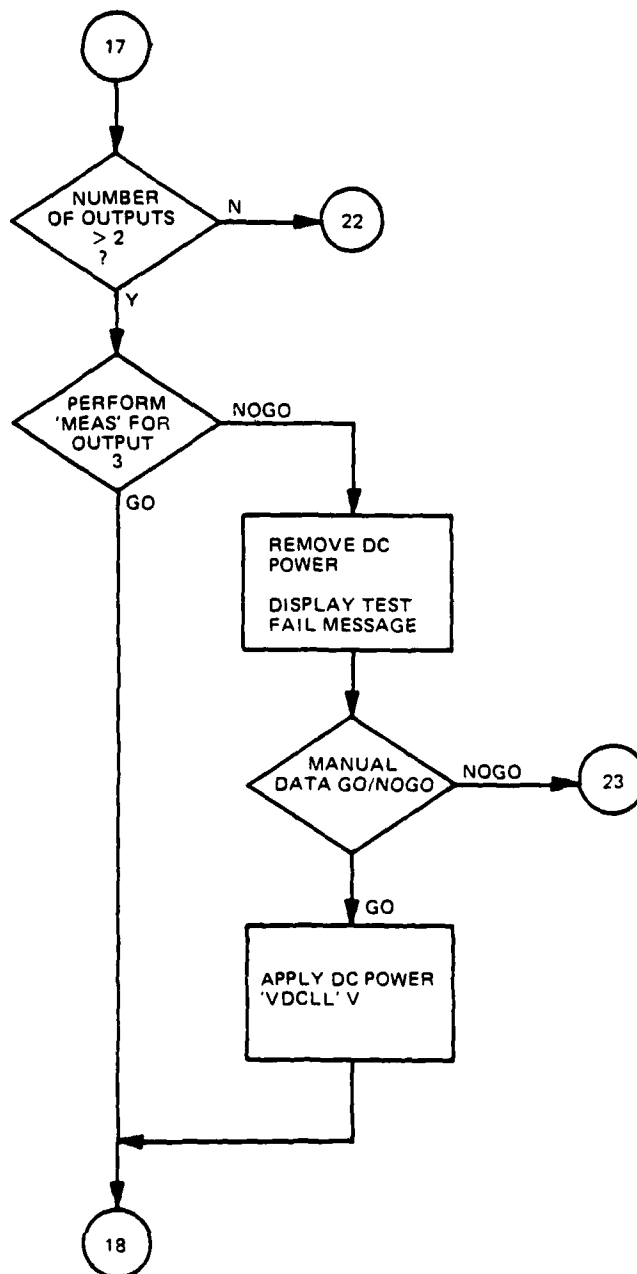 17
NUMBER
OF OUTPUTS
> 2
?
N
22
Y
PERFORM
'MEAS' FOR
OUTPUT
3
NOGO
GO
REMOVE DC
POWER
DISPLAY TEST
FAIL MESSAGE
MANUAL
DATA GO/NOGO
NOGO
23
GO
APPLY DC POWER
'VDCLL' V
18